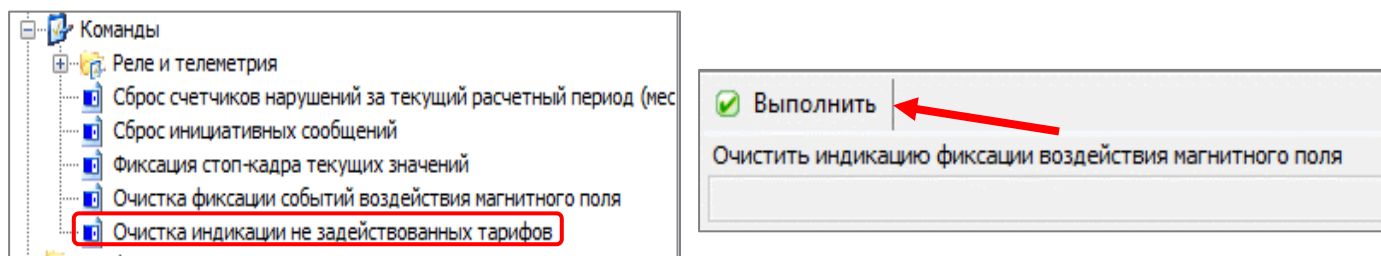 Команды
Реле и телеметрия
Сброс счетчиков нарушений за текущий расчетный период (мес
Сброс инициативных сообщений
Фиксация стоп-кадра текущих значений
Очистка фиксации событий воздействия магнитного поля
Очистка индикации не задействованных тарифов
Выполнить
Очистить индикацию фиксации воздействия магнитного поля